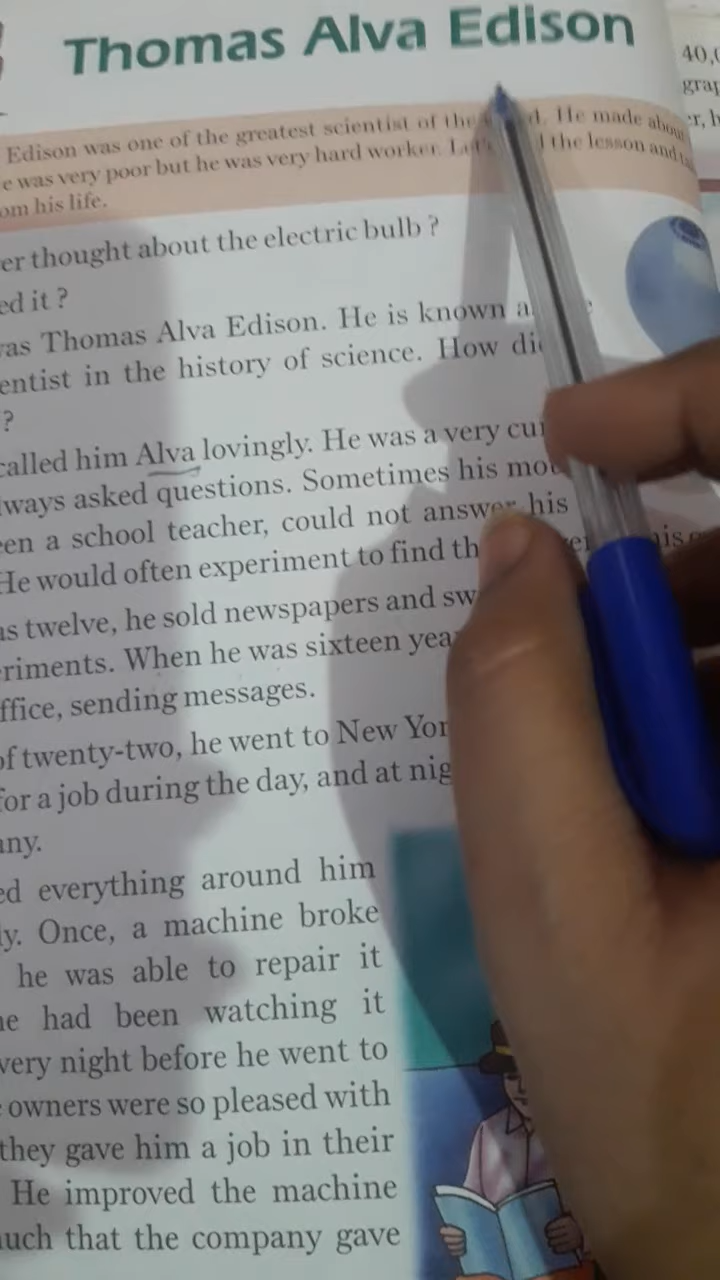 Thomas Alva Edison
40,
Edison was one of the greatest scientist of the d. He made about
e was very poor but he was very hard worker. the lesson and
om his life.
er thought about the electric bulb ?
ed it ?
as Thomas Alva Edison. He is known a
entist in the history of science. How di
?
called him Alva lovingly. He was a very cu
ways asked questions. Sometimes his mo
en a school teacher, could not answer his
He would often experiment to find th
as twelve, he sold newspapers and sw
riments. When he was sixteen yea
ffice, sending messages.
of twenty-two, he went to New Yor
for a job during the day, and at nig
any.
ed everything around him
ly. Once, a machine broke
he was able to repair it
he had been watching it
very night before he went to
owners were so pleased with
they gave him a job in their
He improved the machine
uch that the company gave